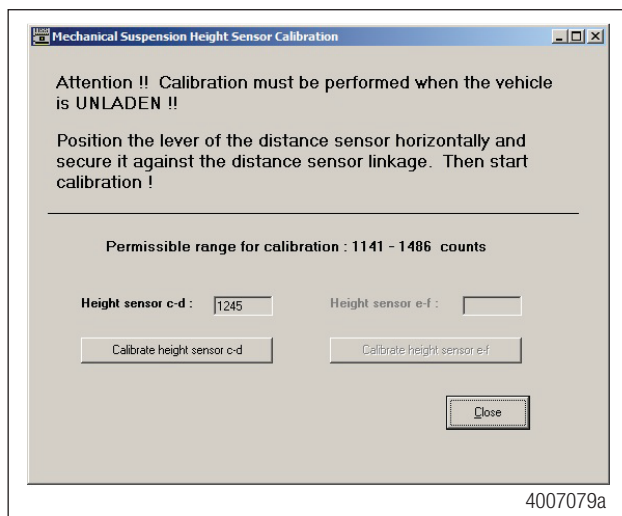 Mechanical Suspension Height Sensor Calibration
Attention !! Calibration must be performed when the vehicle
is UNLADEN !!
Position the lever of the distance sensor horizontally and
secure it against the distance sensor linkage. Then start
calibration !
Permissible range for calibration : 1141 - 1486 counts
Height sensor c-d : 1245 Height sensor e-f :
Calibrate height sensor c-d Calibrate height sensor e-f
Close
4007079a